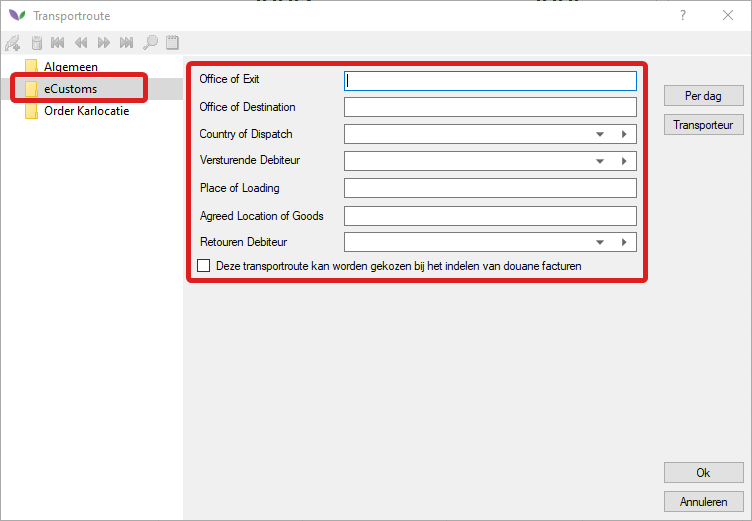 Transportroute
?
Algemeen
eCustoms
Order Karlocatie
Office of Exit
Office of Destination
Country of Dispatch
Versturende Debiteur
Place of Loading
Agreed Location of Goods
Retouren Debiteur
Deze transportroute kan worden gekozen bij het indelen van douane facturen
Per dag
Transporteur
Ok
Annuleren